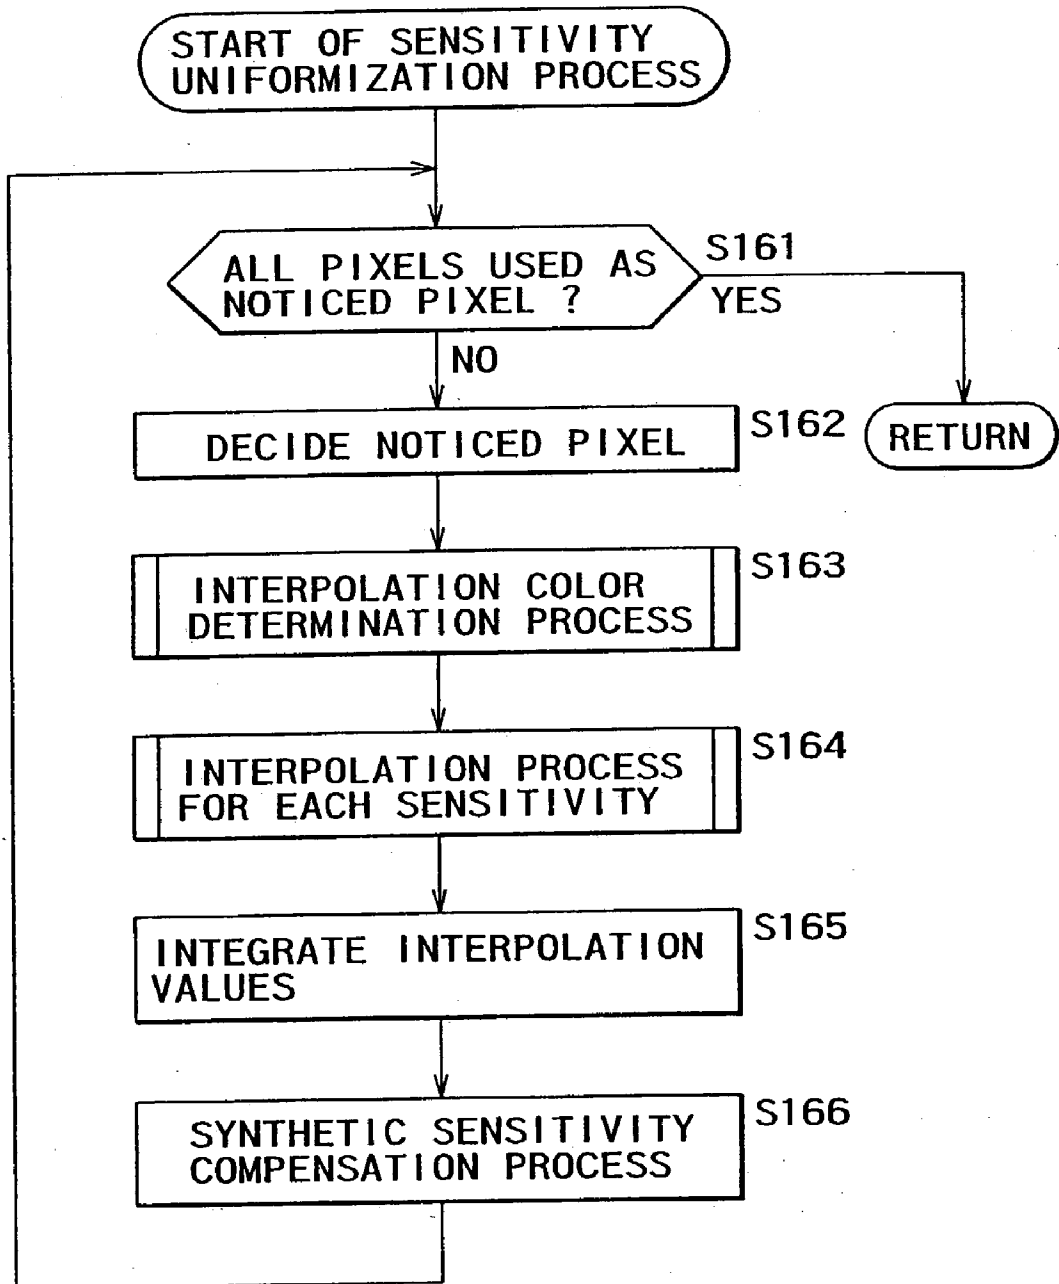 START OF SENSITIVITY
UNIFORMIZATION PROCESS
ALL PIXELS USED AS
NOTICED PIXEL ?
S161
YES
NO
DECIDE NOTICED PIXEL
S162
RETURN
INTERPOLATION COLOR
DETERMINATION PROCESS
S163
INTERPOLATION PROCESS
FOR EACH SENSITIVITY
S164
INTEGRATE INTERPOLATION
VALUES
S165
SYNTHETIC SENSITIVITY
COMPENSATION PROCESS
S166